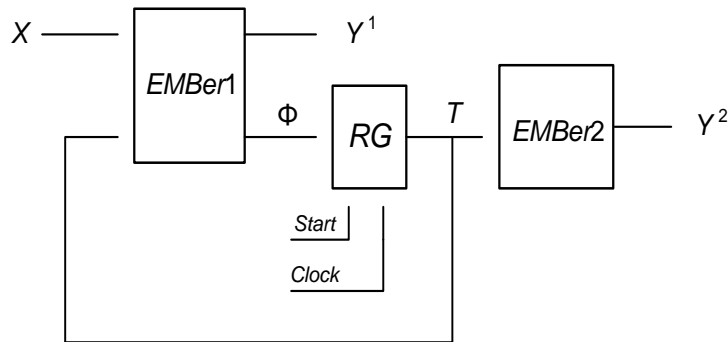 X
Y¹
EMBer1
Φ
RG
T
EMBer2
Y²
Start
Clock